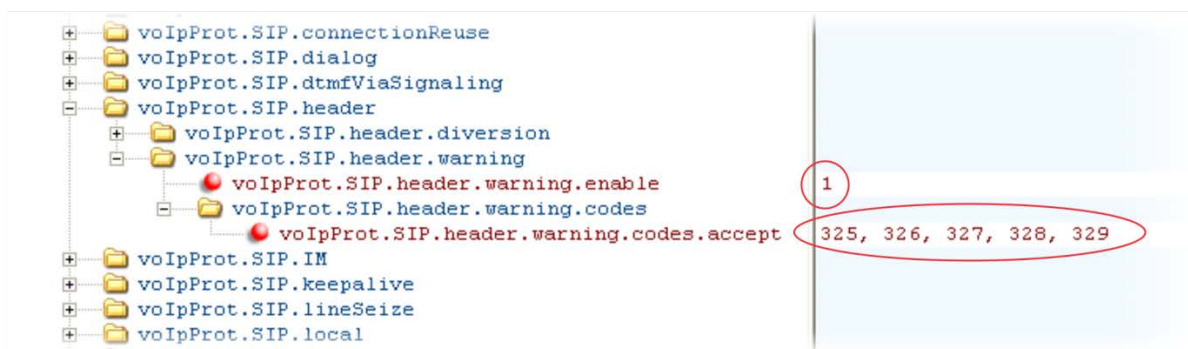 voIpProt.SIP.connectionReuse
voIpProt.SIP.dialog
voIpProt.SIP.dtmfViaSignaling
voIpProt.SIP.header
voIpProt.SIP.header.diversion
voIpProt.SIP.header.warning
voIpProt.SIP.header.warning.enable 1
voIpProt.SIP.header.warning.codes
voIpProt.SIP.header.warning.codes.accept 325, 326, 327, 328, 329
voIpProt.SIP.IM
voIpProt.SIP.keepalive
voIpProt.SIP.lineSeize
voIpProt.SIP.local